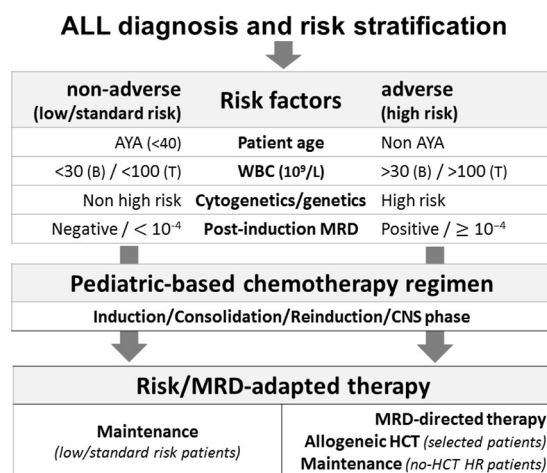 ALL diagnosis and risk stratification
non-adverse
(low/standard risk)
Risk factors
adverse
(high risk)
AYA (<40) Patient age Non AYA
<30 (B) / <100 (T) WBC (10⁹/L) >30 (B) / >100 (T)
Non high risk Cytogenetics/genetics High risk
Negative / < 10⁻⁴ Post-induction MRD Positive / ≥ 10⁻⁴
Pediatric-based chemotherapy regimen
Induction/Consolidation/Reinduction/CNS phase
Risk/MRD-adapted therapy
Maintenance
(low/standard risk patients)
MRD-directed therapy
Allogeneic HCT (selected patients)
Maintenance (no-HCT HR patients)